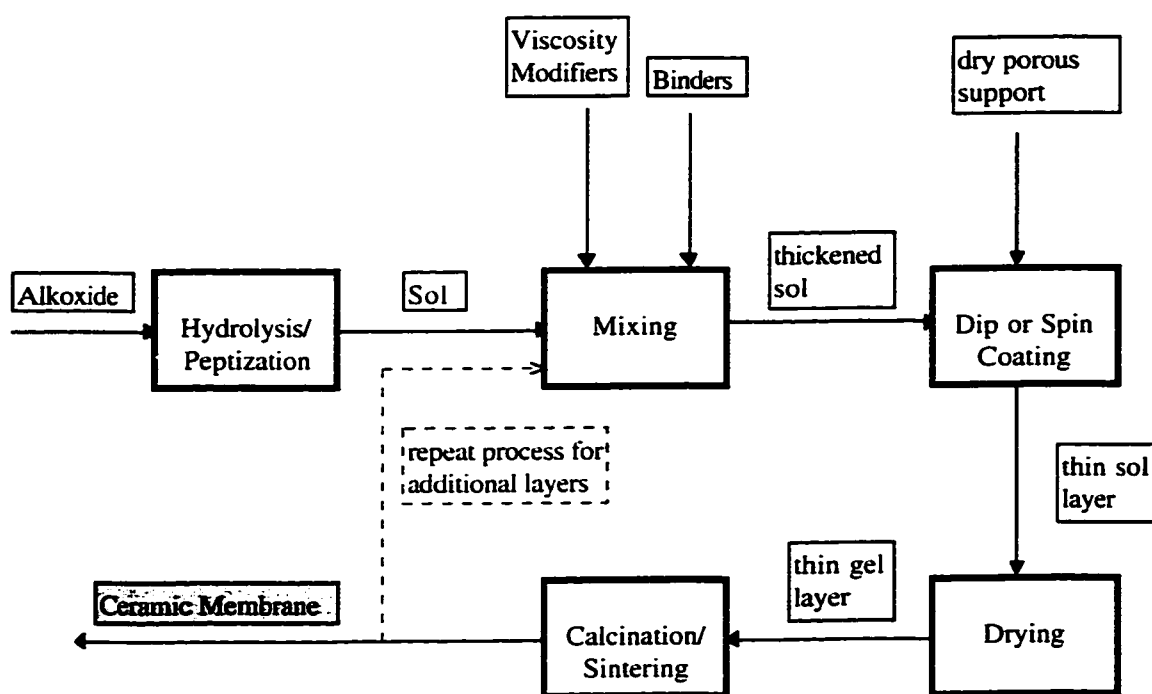 Viscosity
Modifiers
Binders
dry porous
support
Alkoxide
Hydrolysis/
Peptization
Sol
Mixing
thickened
sol
Dip or Spin
Coating
repeat process for
additional layers
thin sol
layer
Ceramic Membrane
Calcination/
Sintering
thin gel
layer
Drying